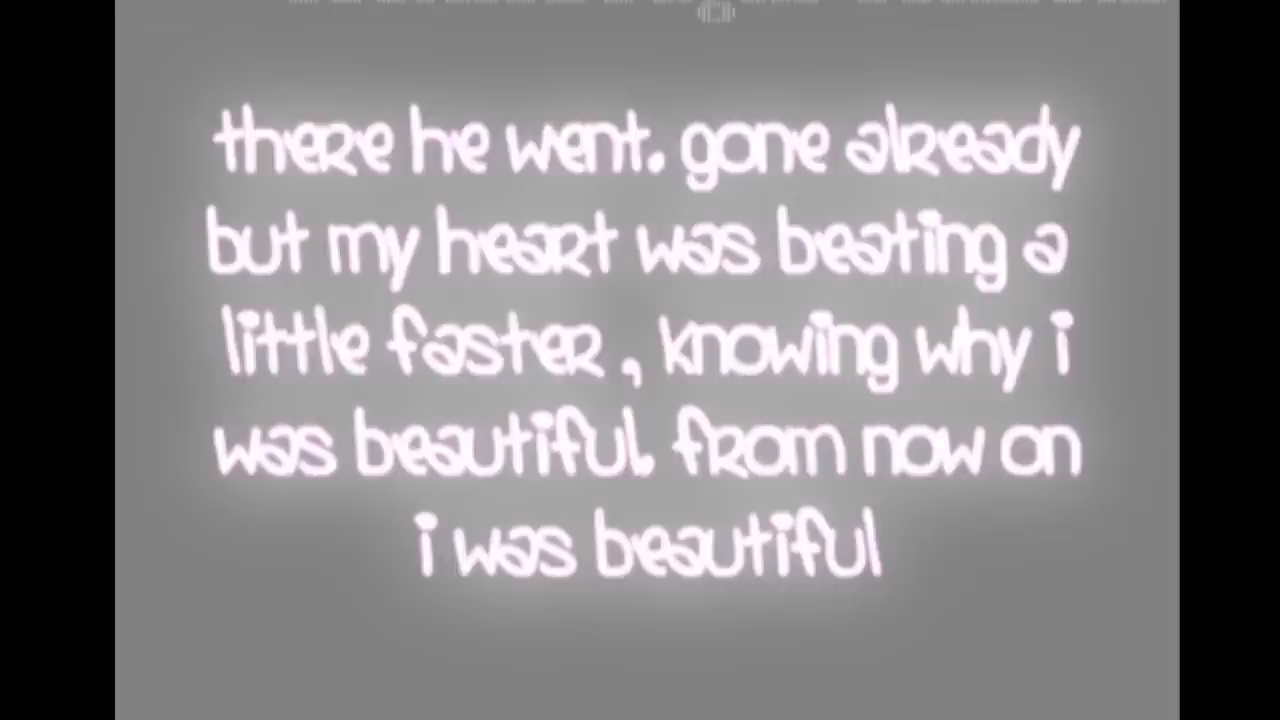 there he went. gone already
but my heart was beating a
little faster , knowing why i
was beautiful. from now on
i was beautiful